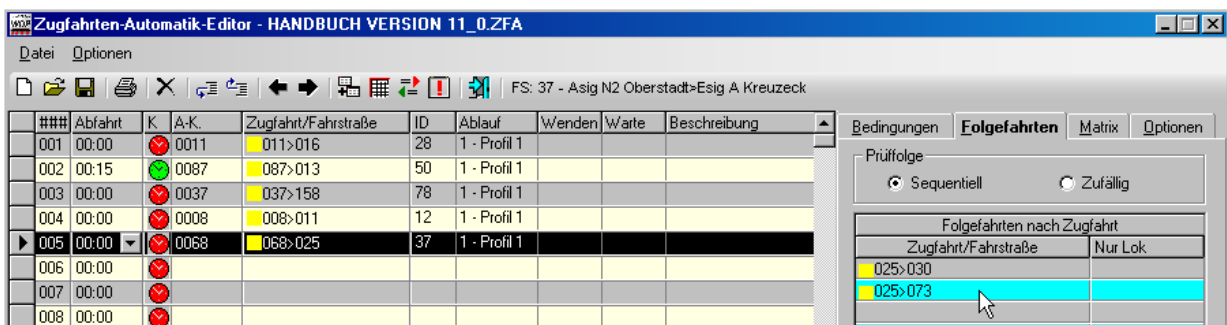 Zugfahrten-Automatik-Editor - HANDBUCH VERSION 11_0.ZFA
Datei Optionen
FS: 37 - Asig N2 Oberstadt>Esig A Kreuzeck
### Abfahrt K A-K. Zugfahrt/Fahrstraße ID Ablauf Wenden Warte Beschreibung
001 00:00 0011 011>016 28 1 - Profil 1
002 00:15 0087 087>013 50 1 - Profil 1
003 00:00 0037 037>158 78 1 - Profil 1
004 00:00 0008 008>011 12 1 - Profil 1
005 00:00 0068 068>025 37 1 - Profil 1
006 00:00
007 00:00
008 00:00
Bedingungen Folgefahrten Matrix Optionen
Prüffolge
Sequentiell Zufällig
Folgefahrten nach Zugfahrt
Zugfahrt/Fahrstraße Nur Lok
025>030
025>073